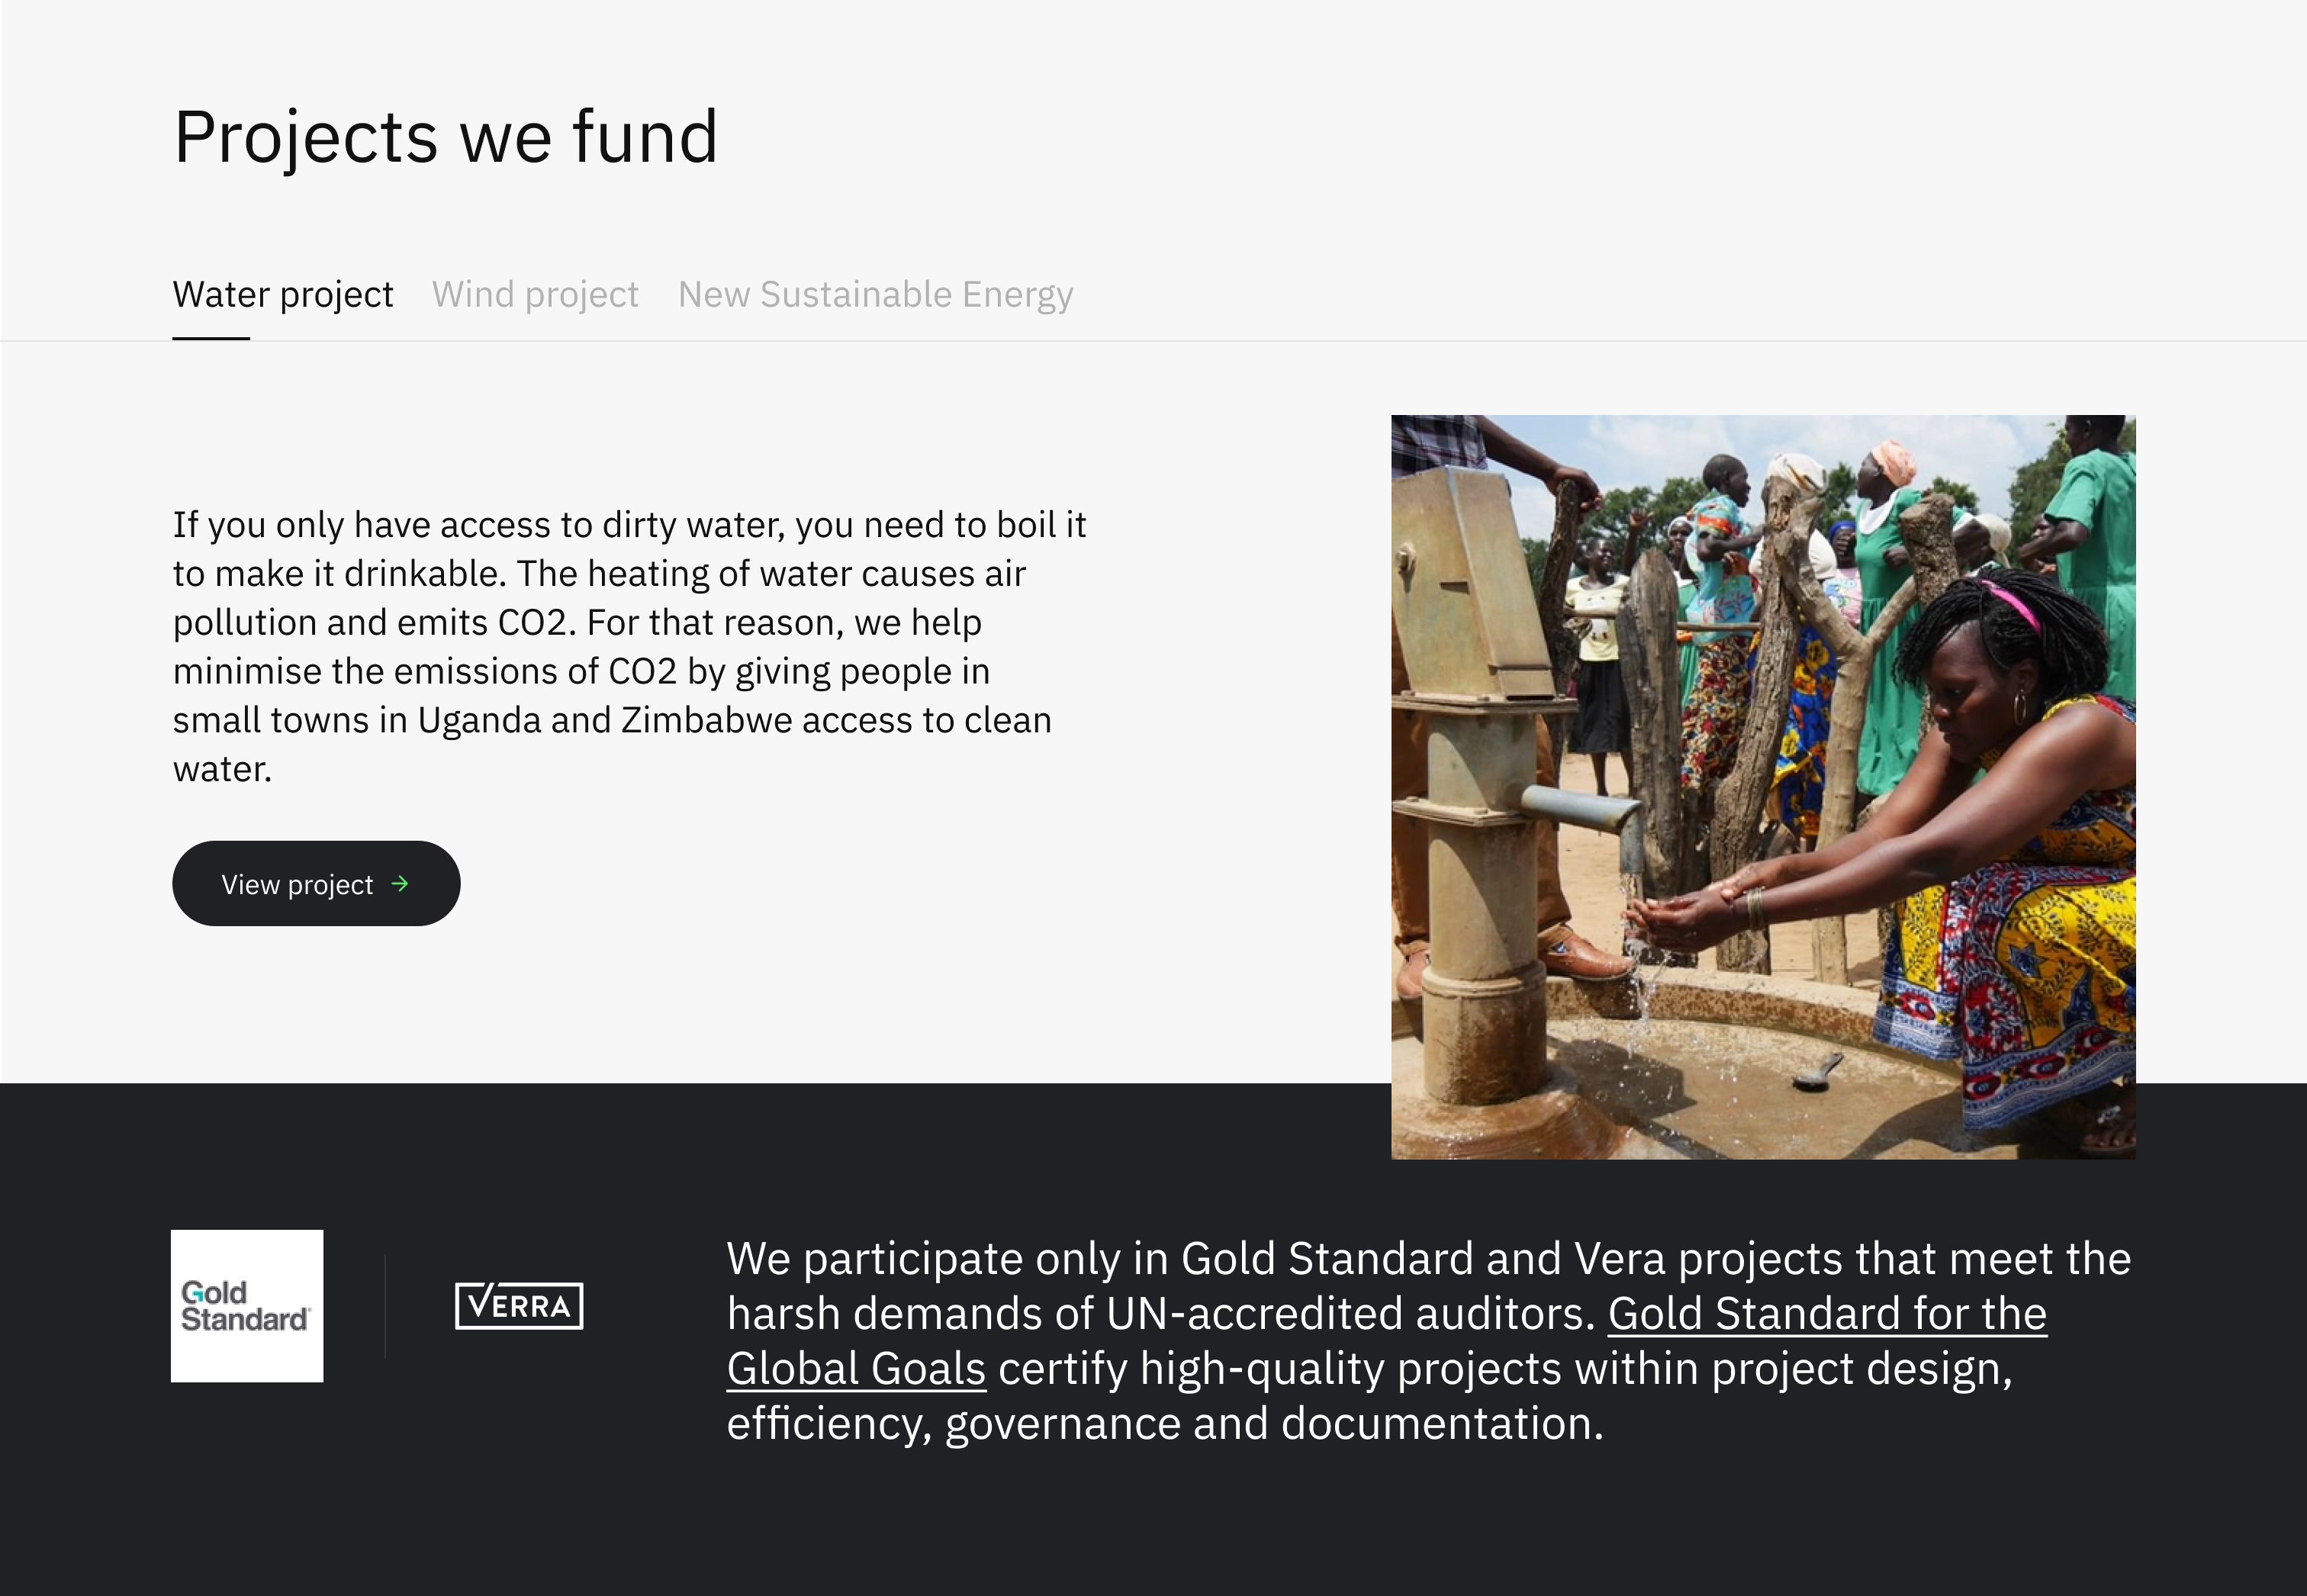 Projects we fund
Water project
Wind project
New Sustainable Energy
If you only have access to dirty water, you need to boil it
to make it drinkable. The heating of water causes air
pollution and emits CO2. For that reason, we help
minimise the emissions of CO2 by giving people in
small towns in Uganda and Zimbabwe access to clean
water.
View project →
Gold
Standard®
VERRA
We participate only in Gold Standard and Vera projects that meet the
harsh demands of UN-accredited auditors. Gold Standard for the
Global Goals certify high-quality projects within project design,
efficiency, governance and documentation.